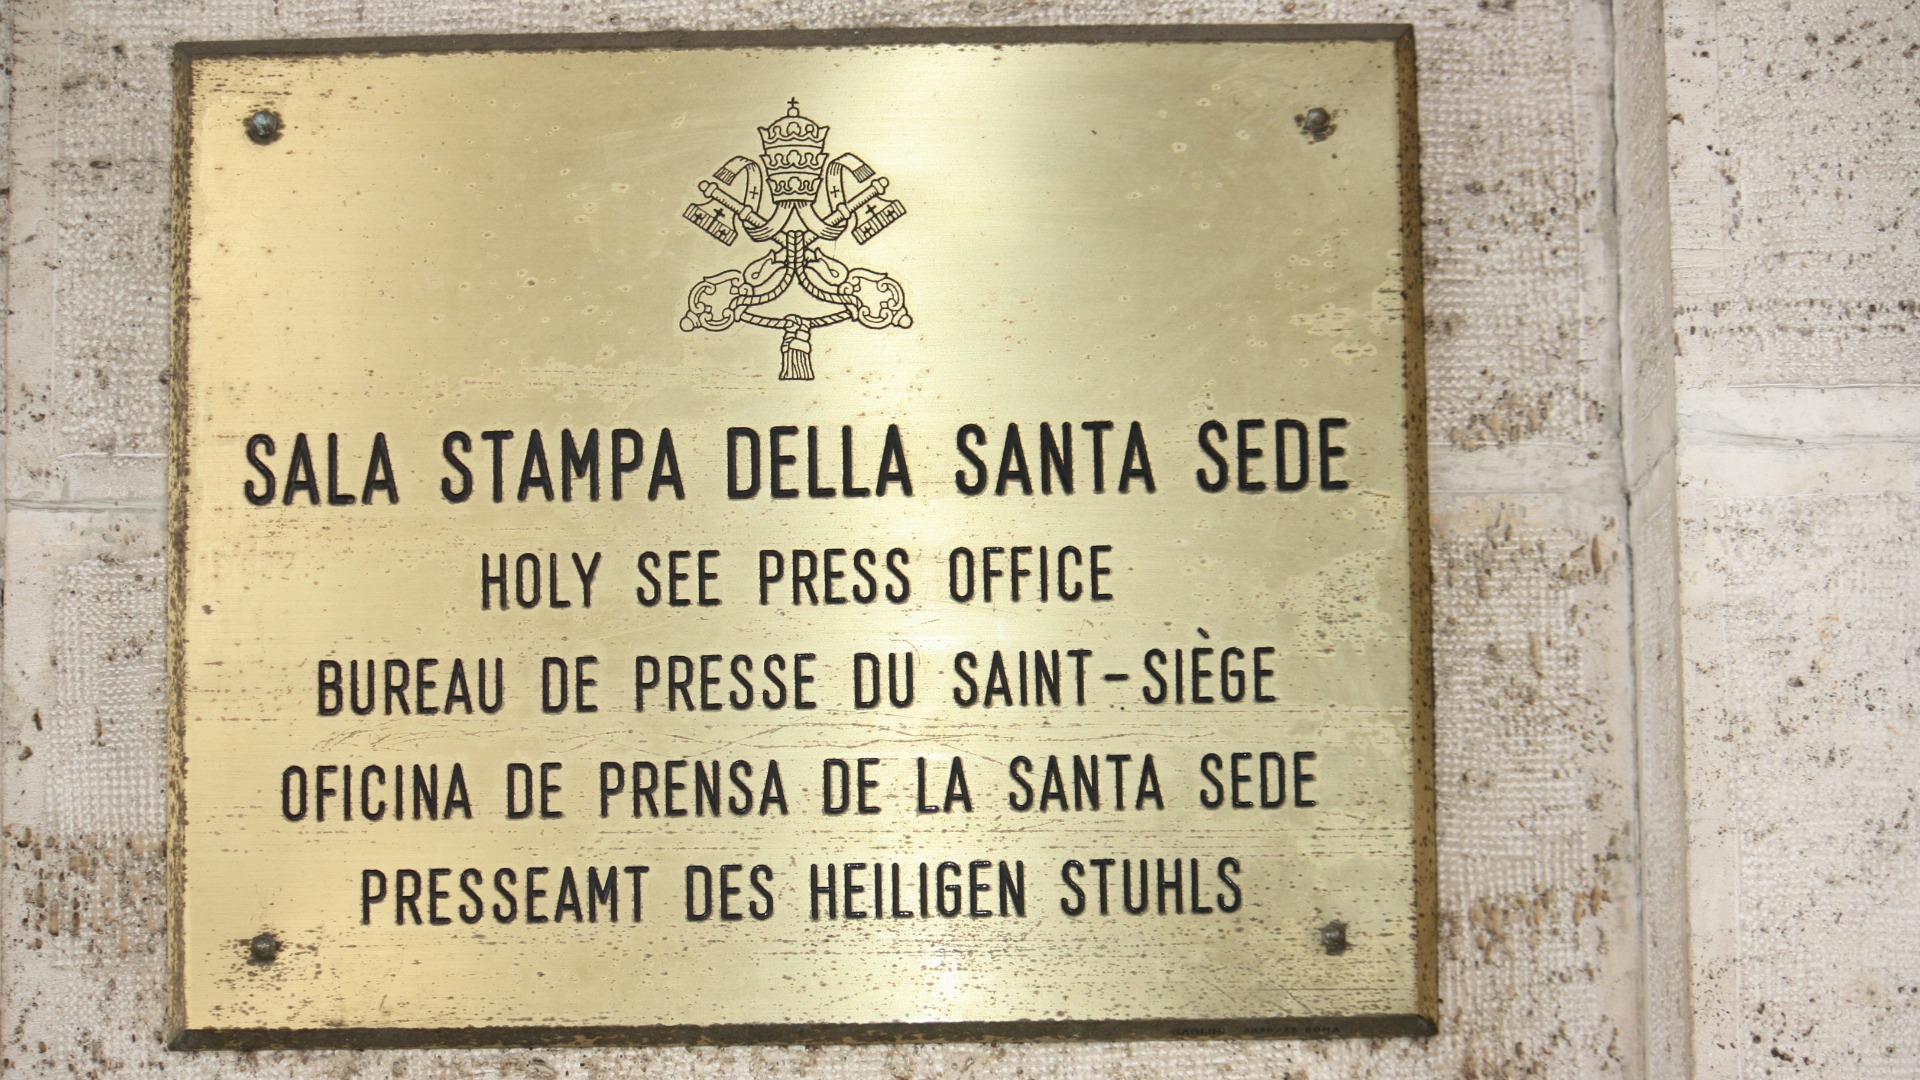 SALA STAMPA DELLA SANTA SEDE
HOLY SEE PRESS OFFICE
BUREAU DE PRESSE DU SAINT-SIÈGE
OFICINA DE PRENSA DE LA SANTA SEDE
PRESSEAMT DES HEILIGEN STUHLS
ROMA